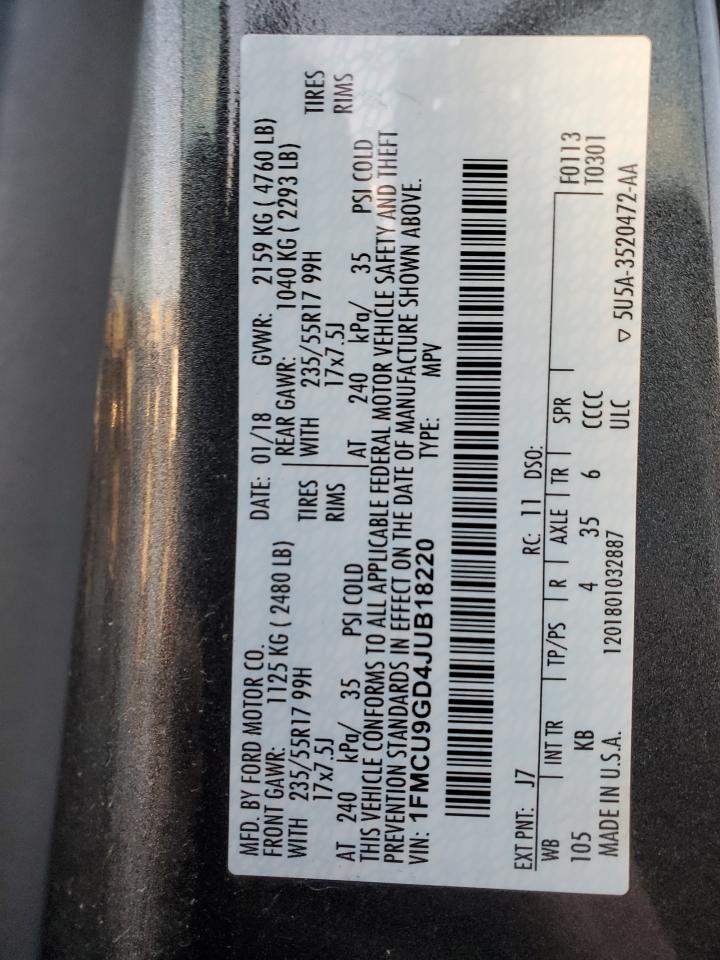 MFD. BY FORD MOTOR CO. DATE: 01/18 GVWR: 2159 KG ( 4760 LB)
FRONT GAWR: 1125 KG ( 2480 LB) REAR GAWR: 1040 KG ( 2293 LB)
WITH 235/55R17 99H TIRES WITH 235/55R17 99H TIRES
17x7.5J RIMS 17x7.5J RIMS
AT 240 kPa/ 35 PSI COLD AT 240 kPa/ 35 PSI COLD
THIS VEHICLE CONFORMS TO ALL APPLICABLE FEDERAL MOTOR VEHICLE SAFETY AND THEFT
PREVENTION STANDARDS IN EFFECT ON THE DATE OF MANUFACTURE SHOWN ABOVE.
VIN: 1FMCU9GD4JUB18220 TYPE: MPV
EXT PNT: J7 RC: 11 DSO:
WB INT TR TP/PS R AXLE TR SPR F0113
105 KB 4 35 6 CCCC T0301
MADE IN U.S.A. 1201801032887 ULC ▽ 5U5A-3520472-AA